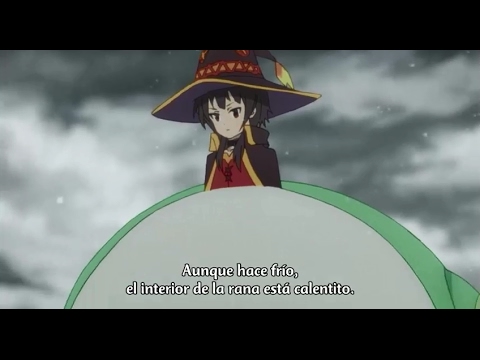 Aunque hace frío,
el interior de la rana está calentito.